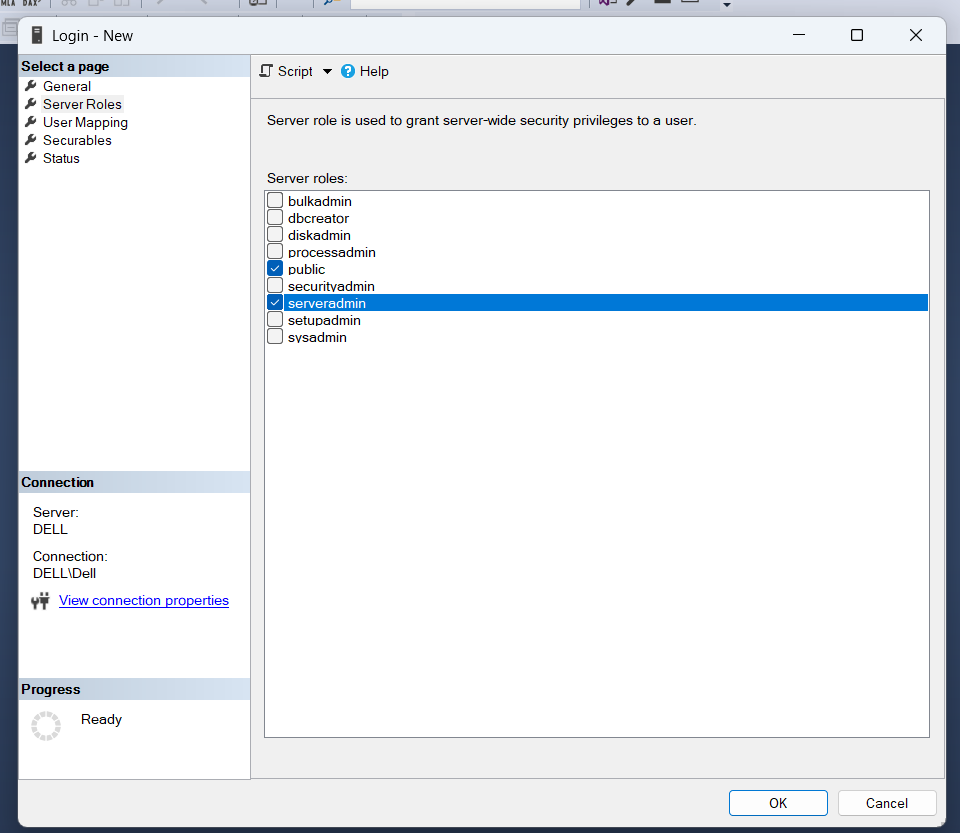 MLA DAX
Login - New
Select a page
General
Server Roles
User Mapping
Securables
Status
Script
Help
Server role is used to grant server-wide security privileges to a user.
Server roles:
bulkadmin
dbcreator
diskadmin
processadmin
public
securityadmin
serveradmin
setupadmin
sysadmin
Connection
Server:
DELL
Connection:
DELL\Dell
View connection properties
Progress
Ready
OK
Cancel